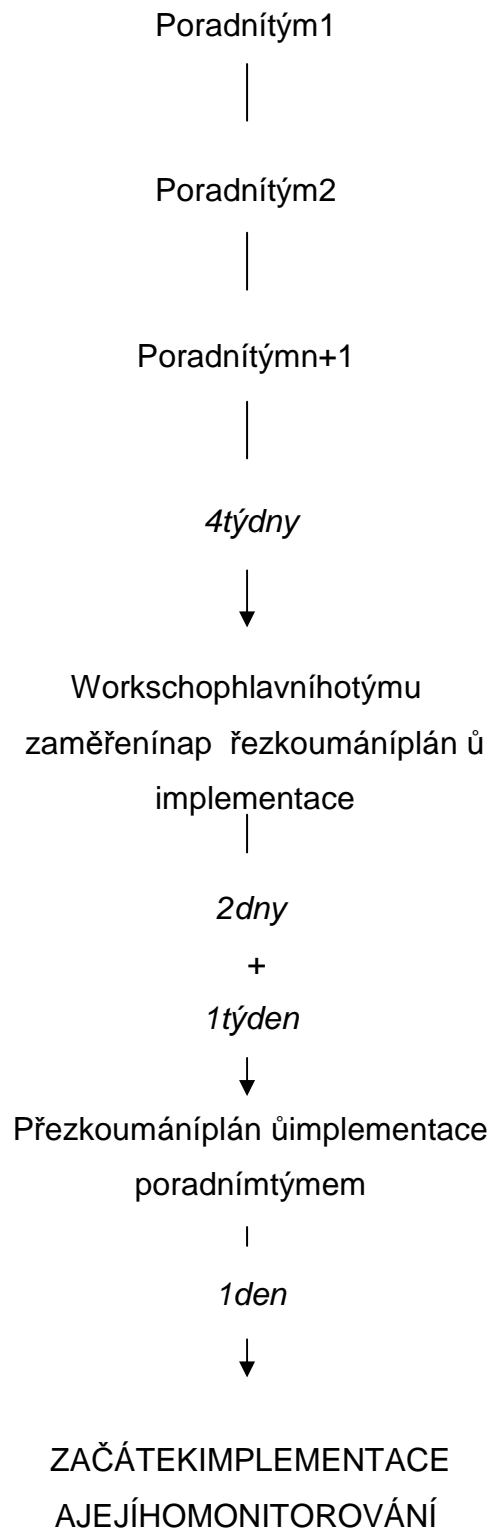 Poradnítým1
Poradnítým2
Poradnítýmn+1
4týdny
Workschophlavníhotýmu
zaměřenínap řezkoumáníplán ů
implementace
2dny
+
1týden
Přezkoumáníplán ůimplementace
poradnímtýmem
1den
ZAČÁTEKIMPLEMENTACE
AJEJÍHOMONITOROVÁNÍ